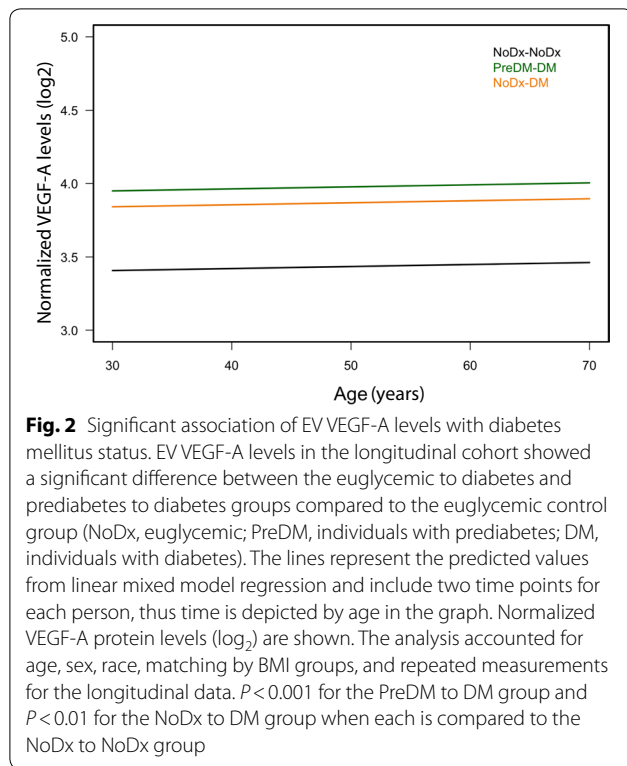 5.0
NoDx-NoDx
PreDM-DM
NoDx-DM
4.5
4.0
3.5
3.0
Normalized VEGF-A levels (log2)
30 40 50 60 70
Age (years)
Fig. 2 Significant association of EV VEGF-A levels with diabetes
mellitus status. EV VEGF-A levels in the longitudinal cohort showed
a significant difference between the euglycemic to diabetes and
prediabetes to diabetes groups compared to the euglycemic control
group (NoDx, euglycemic; PreDM, individuals with prediabetes; DM,
individuals with diabetes). The lines represent the predicted values
from linear mixed model regression and include two time points for
each person, thus time is depicted by age in the graph. Normalized
VEGF-A protein levels (log₂) are shown. The analysis accounted for
age, sex, race, matching by BMI groups, and repeated measurements
for the longitudinal data. P < 0.001 for the PreDM to DM group and
P < 0.01 for the NoDx to DM group when each is compared to the
NoDx to NoDx group